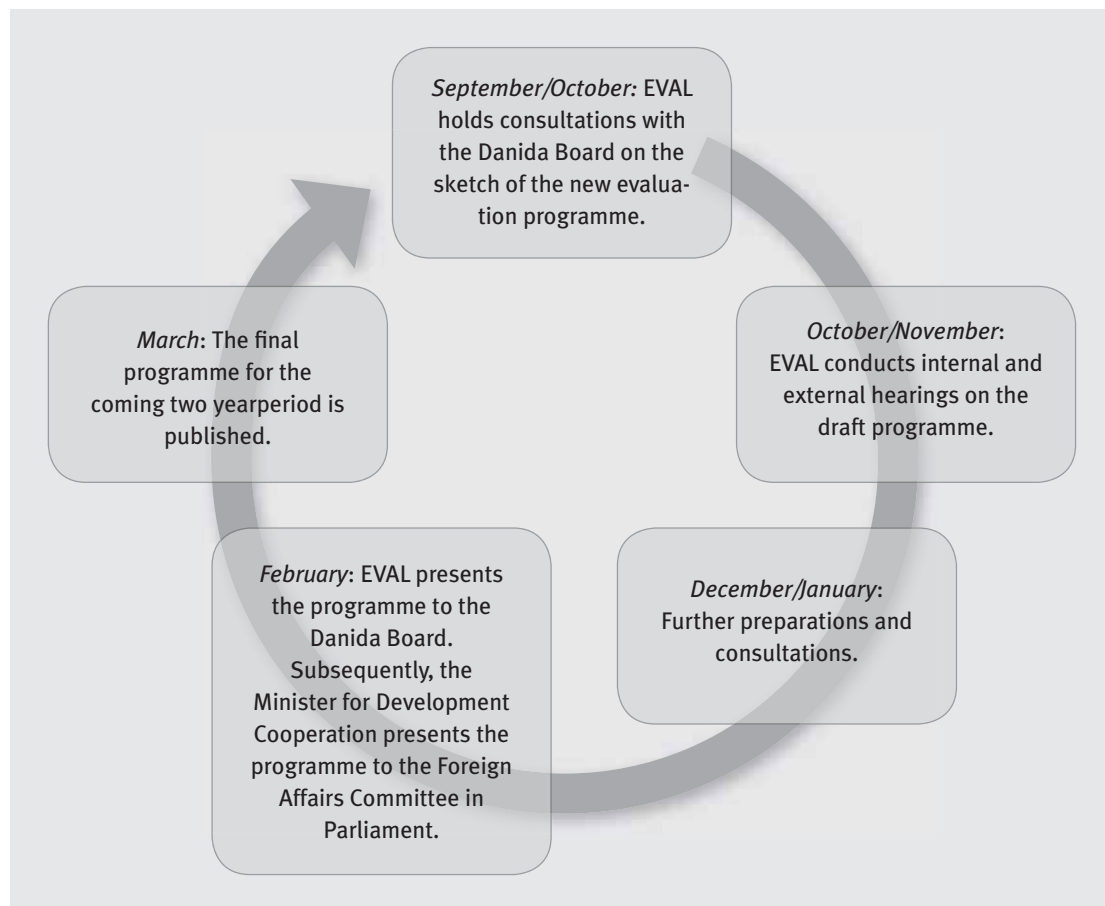 September/October: EVAL
holds consultations with
the Danida Board on the
sketch of the new evalua-
tion programme.
October/November:
EVAL conducts internal and
external hearings on the
draft programme.
December/January:
Further preparations and
consultations.
February: EVAL presents
the programme to the
Danida Board.
Subsequently, the
Minister for Development
Cooperation presents the
programme to the Foreign
Affairs Committee in
Parliament.
March: The final
programme for the
coming two yearperiod is
published.